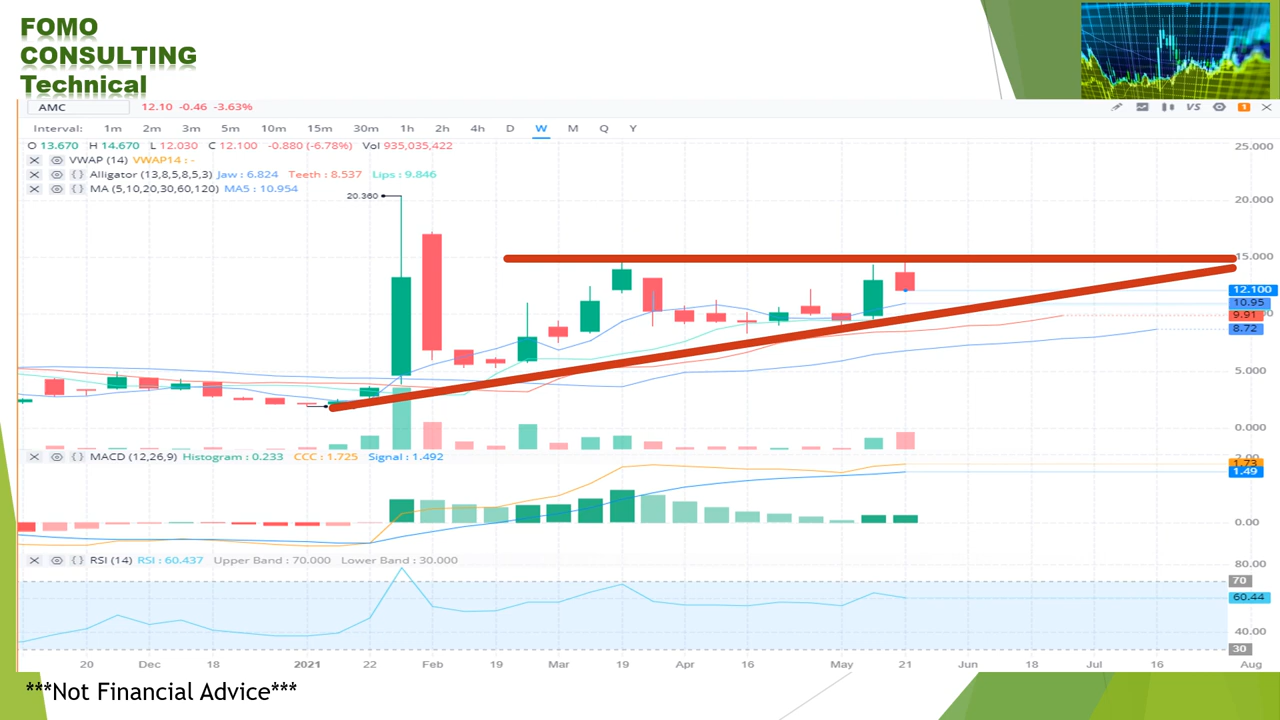 FOMO
CONSULTING
Technical
AMC 12.10 -0.46 -3.63% VS 1
Interval: 1m 2m 3m 5m 10m 15m 30m 1h 2h 4h D W M Q Y
O 13.670 H 14.670 L 12.030 C 12.100 -0.880 (-6.78%) Vol 935,035,422
25.000
VWAP (14) VWAP14 : -
{} Alligator (13,8,5,8,5,3) Jaw : 6.824 Teeth : 8.537 Lips : 9.846
{} MA (5,10,20,30,60,120) MA5 : 10.954
20.360
20.000
15.000
12.100
10.95
9.91
8.72
5.000
0.000
{} MACD (12,26,9) Histogram : 0.233 CCC : 1.725 Signal : 1.492
2.00
1.73
1.49
0.00
{} RSI (14) RSI : 60.437 Upper Band : 70.000 Lower Band : 30.000
80.00
70
60.44
40.00
30
20 Dec 18 2021 22 Feb 19 Mar 19 Apr 16 May 21 Jun 18 Jul 16 Aug
***Not Financial Advice***